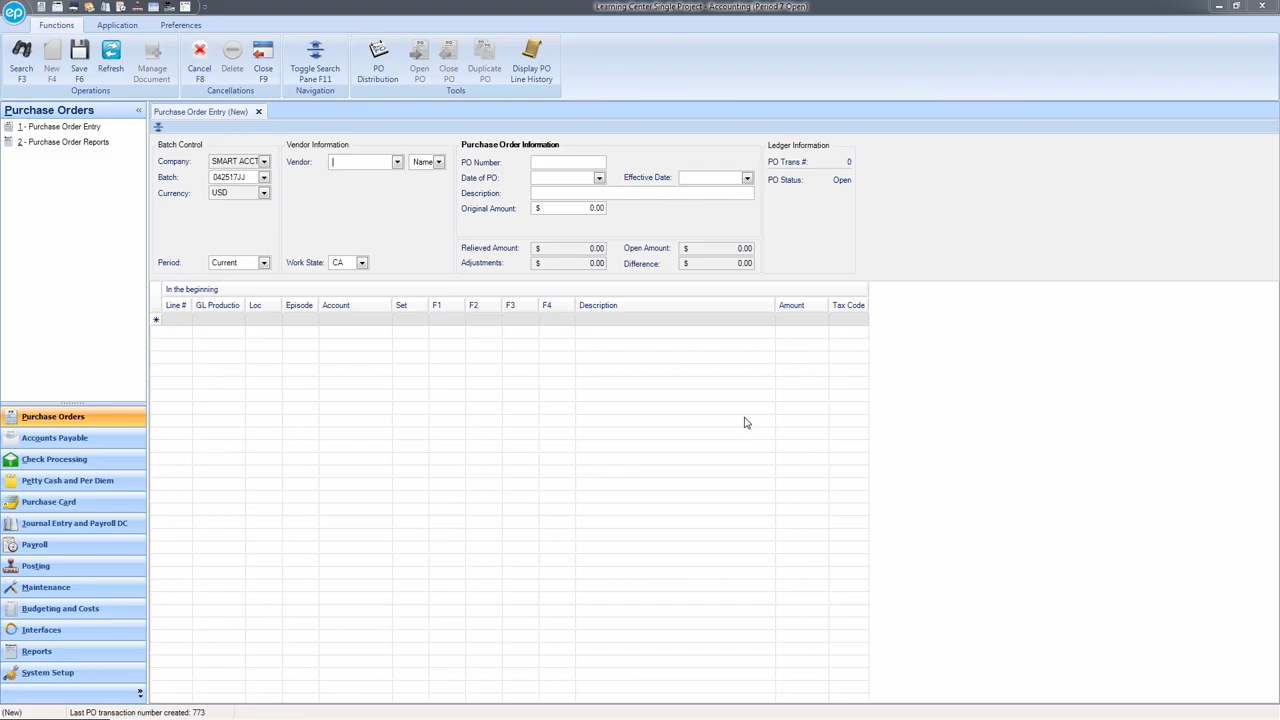 ep
Learning Center Single Project - Accounting (Period 7 Open)
Functions Application Preferences
Search F3
New F4
Save F6
Refresh
Manage Document
Cancel F8
Delete
Close F9
Toggle Search Pane F11
PO Distribution
Open PO
Close PO
Duplicate PO
Display PO Line History
Operations Cancellations Navigation Tools
Purchase Orders «
1 - Purchase Order Entry
2 - Purchase Order Reports
Purchase Order Entry (New)
Batch Control
Company: SMART ACCT
Batch: 042517JJ
Currency: USD
Period: Current
Vendor Information
Vendor: Name
Work State: CA
Purchase Order Information
PO Number:
Date of PO: Effective Date:
Description:
Original Amount: $ 0.00
Relieved Amount: $ 0.00 Open Amount: $ 0.00
Adjustments: $ 0.00 Difference: $ 0.00
Ledger Information
PO Trans #: 0
PO Status: Open
In the beginning
Line # GL Productio Loc Episode Account Set F1 F2 F3 F4 Description Amount Tax Code
Purchase Orders
Accounts Payable
Check Processing
Petty Cash and Per Diem
Purchase Card
Journal Entry and Payroll DC
Payroll
Posting
Maintenance
Budgeting and Costs
Interfaces
Reports
System Setup
»
(New) Last PO transaction number created: 773